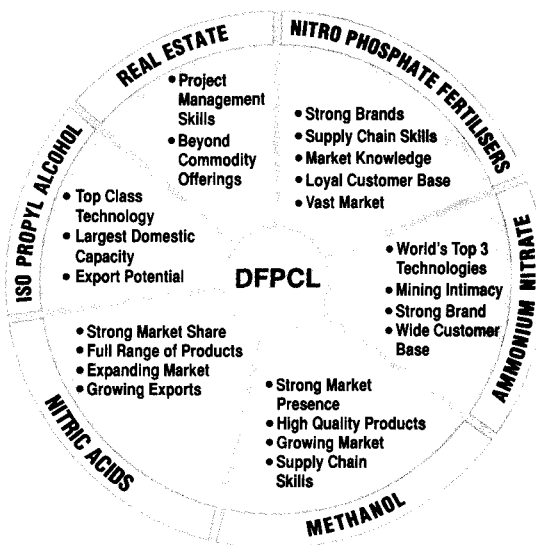 REAL ESTATE
• Project
Management
Skills
• Beyond
Commodity
Offerings
NITRO PHOSPHATE FERTILISERS
• Strong Brands
• Supply Chain Skills
• Market Knowledge
• Loyal Customer Base
• Vast Market
AMMONIUM NITRATE
• World's Top 3
Technologies
• Mining Intimacy
• Strong Brand
• Wide Customer
Base
METHANOL
• Strong Market
Presence
• High Quality Products
• Growing Market
• Supply Chain
Skills
NITRIC ACIDS
• Strong Market Share
• Full Range of Products
• Expanding Market
• Growing Exports
ISO PROPYL ALCOHOL
• Top Class
Technology
• Largest Domestic
Capacity
• Export Potential
DFPCL